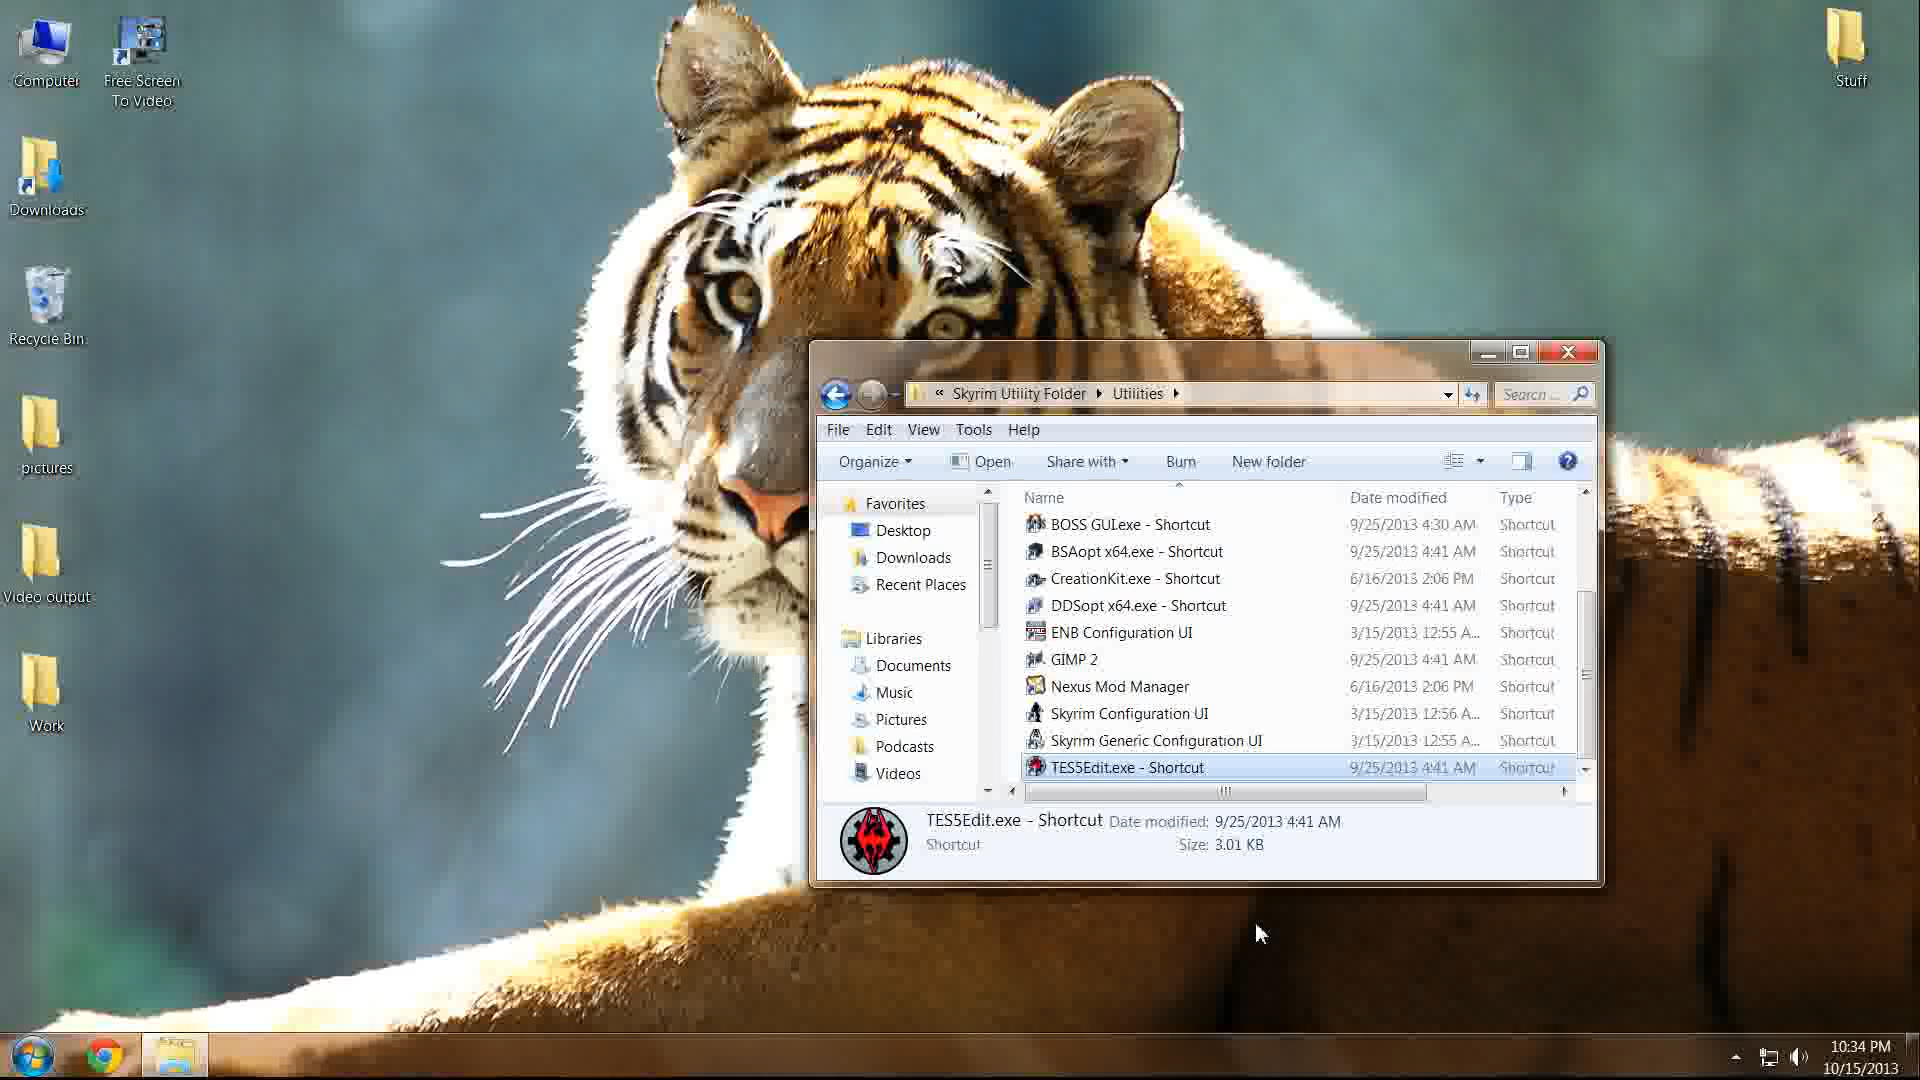 Computer
Free Screen
To Video
Downloads
Recycle Bin
pictures
Video output
Work
Stuff
« Skyrim Utility Folder Utilities
Search ...
File Edit View Tools Help
Organize Open Share with Burn New folder
Favorites
Desktop
Downloads
Recent Places
Libraries
Documents
Music
Pictures
Podcasts
Videos
Name Date modified Type
BOSS GUI.exe - Shortcut 9/25/2013 4:30 AM Shortcut
BSAopt x64.exe - Shortcut 9/25/2013 4:41 AM Shortcut
CreationKit.exe - Shortcut 6/16/2013 2:06 PM Shortcut
DDSopt x64.exe - Shortcut 9/25/2013 4:41 AM Shortcut
ENB Configuration UI 3/15/2013 12:55 A... Shortcut
GIMP 2 9/25/2013 4:41 AM Shortcut
Nexus Mod Manager 6/16/2013 2:06 PM Shortcut
Skyrim Configuration UI 3/15/2013 12:56 A... Shortcut
Skyrim Generic Configuration UI 3/15/2013 12:55 A... Shortcut
TES5Edit.exe - Shortcut 9/25/2013 4:41 AM Shortcut
TES5Edit.exe - Shortcut Date modified: 9/25/2013 4:41 AM
Shortcut Size: 3.01 KB
10:34 PM
10/15/2013